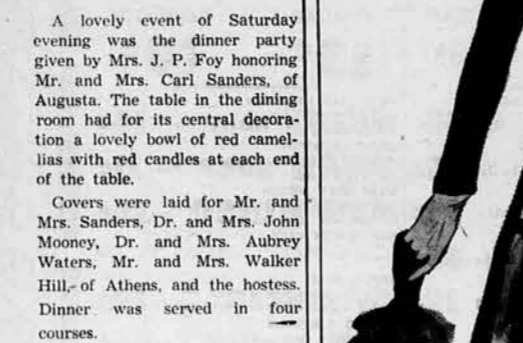 A lovely event of Saturday
evening was the dinner party
given by Mrs. J. P. Foy honoring
Mr. and Mrs. Carl Sanders, of
Augusta. The table in the dining
room had for its central decora-
tion a lovely bowl of red camel-
lias with red candles at each end
of the table.
Covers were laid for Mr. and
Mrs. Sanders, Dr. and Mrs. John
Mooney, Dr. and Mrs. Aubrey
Waters, Mr. and Mrs. Walker
Hill, of Athens, and the hostess.
Dinner was served in four
courses.